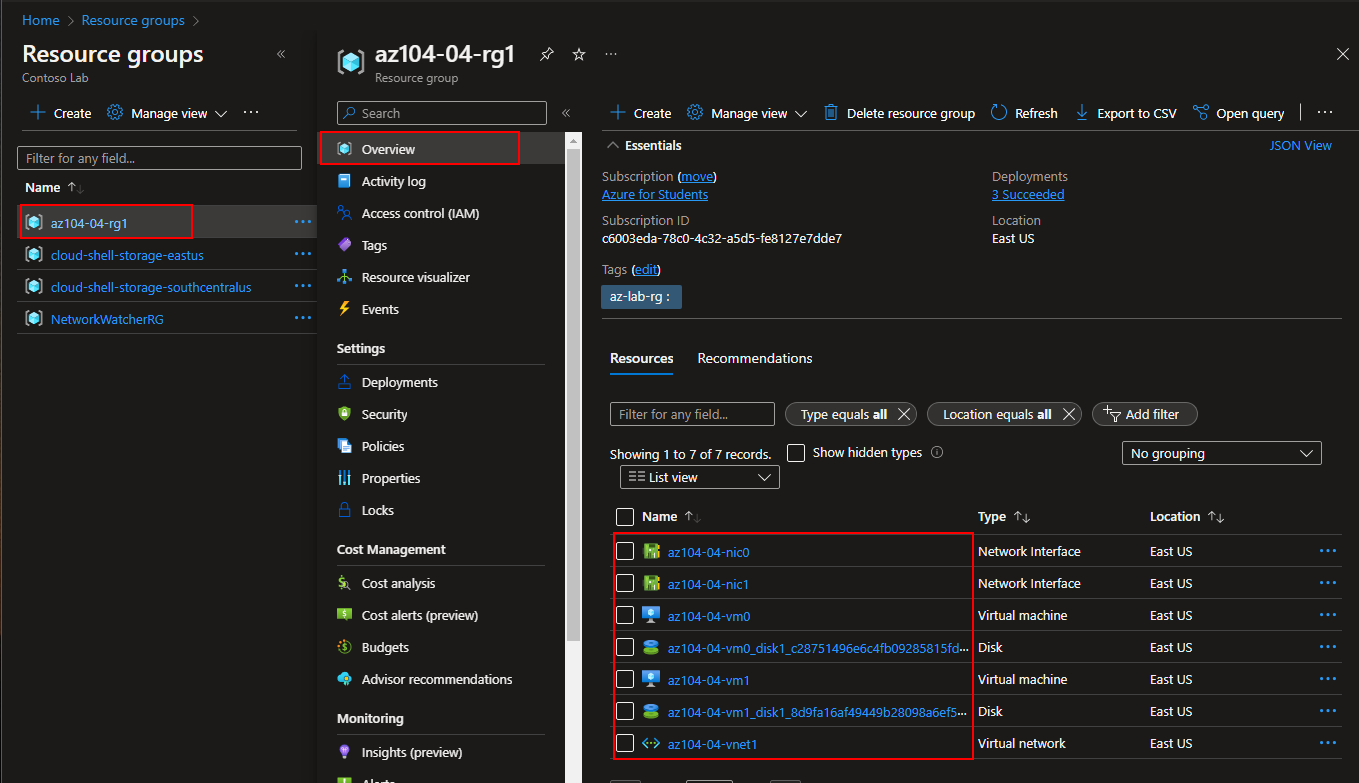 Home > Resource groups >
Resource groups «
Contoso Lab
+ Create Manage view ...
Filter for any field...
Name ↑↓
az104-04-rg1 ...
cloud-shell-storage-eastus ...
cloud-shell-storage-southcentralus ...
NetworkWatcherRG ...
az104-04-rg1 ...
Resource group
Search «
Overview
Activity log
Access control (IAM)
Tags
Resource visualizer
Events
Settings
Deployments
Security
Policies
Properties
Locks
Cost Management
Cost analysis
Cost alerts (preview)
Budgets
Advisor recommendations
Monitoring
Insights (preview)
Alerts
+ Create Manage view Delete resource group Refresh Export to CSV Open query ...
Essentials JSON View
Subscription (move)
Azure for Students
Subscription ID
c6003eda-78c0-4c32-a5d5-fe8127e7dde7
Deployments
3 Succeeded
Location
East US
Tags (edit)
az-lab-rg :
Resources Recommendations
Filter for any field... Type equals all Location equals all Add filter
Showing 1 to 7 of 7 records. Show hidden types No grouping
List view
Name ↑↓ Type ↑↓ Location ↑↓
az104-04-nic0 Network Interface East US ...
az104-04-nic1 Network Interface East US ...
az104-04-vm0 Virtual machine East US ...
az104-04-vm0_disk1_c28751496e6c4fb09285815fd... Disk East US ...
az104-04-vm1 Virtual machine East US ...
az104-04-vm1_disk1_8d9fa16af49449b28098a6ef5... Disk East US ...
az104-04-vnet1 Virtual network East US ...